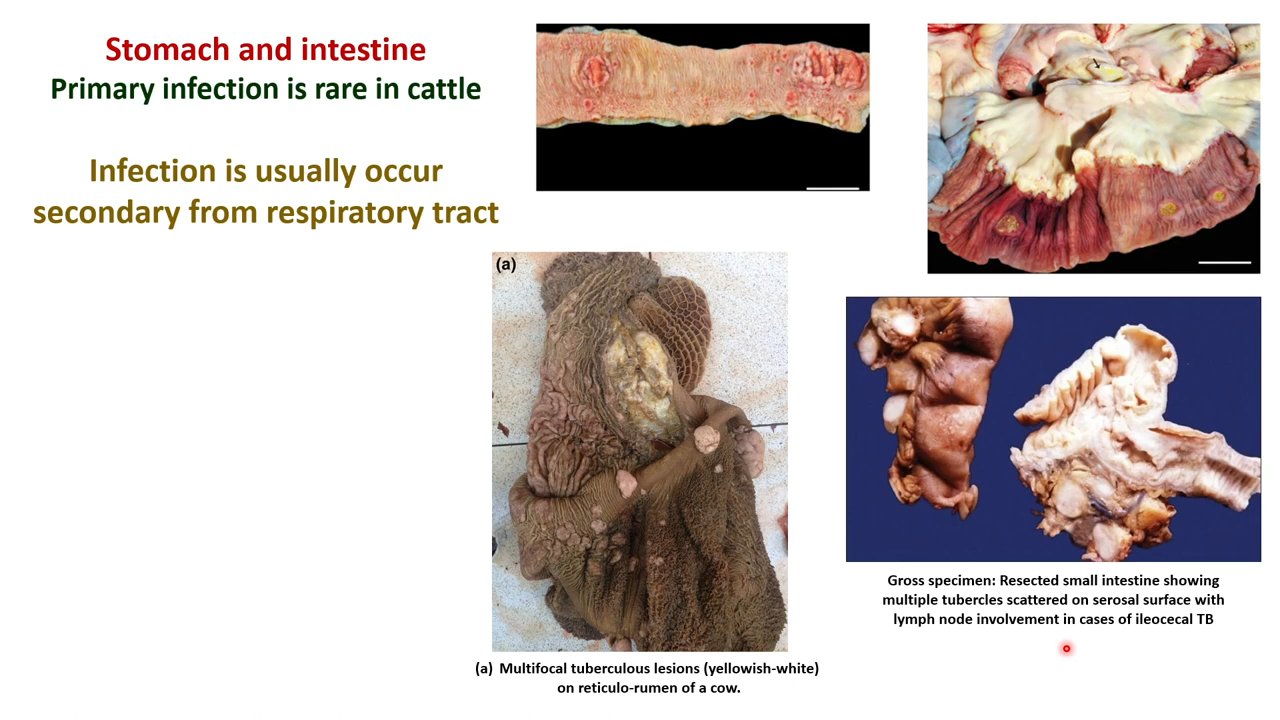 Stomach and intestine
Primary infection is rare in cattle
Infection is usually occur
secondary from respiratory tract
(a)
(a) Multifocal tuberculous lesions (yellowish-white)
on reticulo-rumen of a cow.
Gross specimen: Resected small intestine showing
multiple tubercles scattered on serosal surface with
lymph node involvement in cases of ileocecal TB